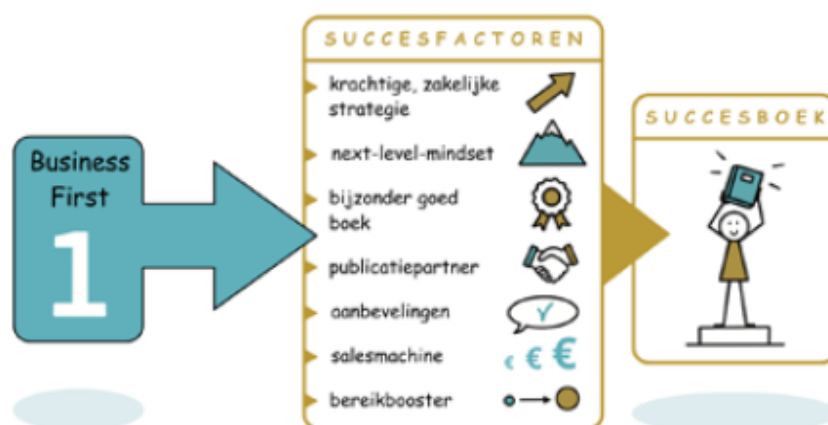 Business
First
1
SUCCESFACTOREN
krachtige, zakelijke
strategie
next-level-mindset
bijzonder goed
boek
publicatiepartner
aanbevelingen
salesmachine
€ € €
bereikbooster
SUCCESBOEK